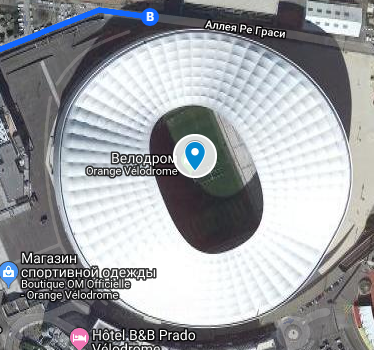 B
Аллея Ре Граси
Велодром
Orange Vélodrome
Магазин
спортивной одежды
Boutique OM Officielle
- Orange Vélodrome
Hôtel B&B Prado
Vélodrome